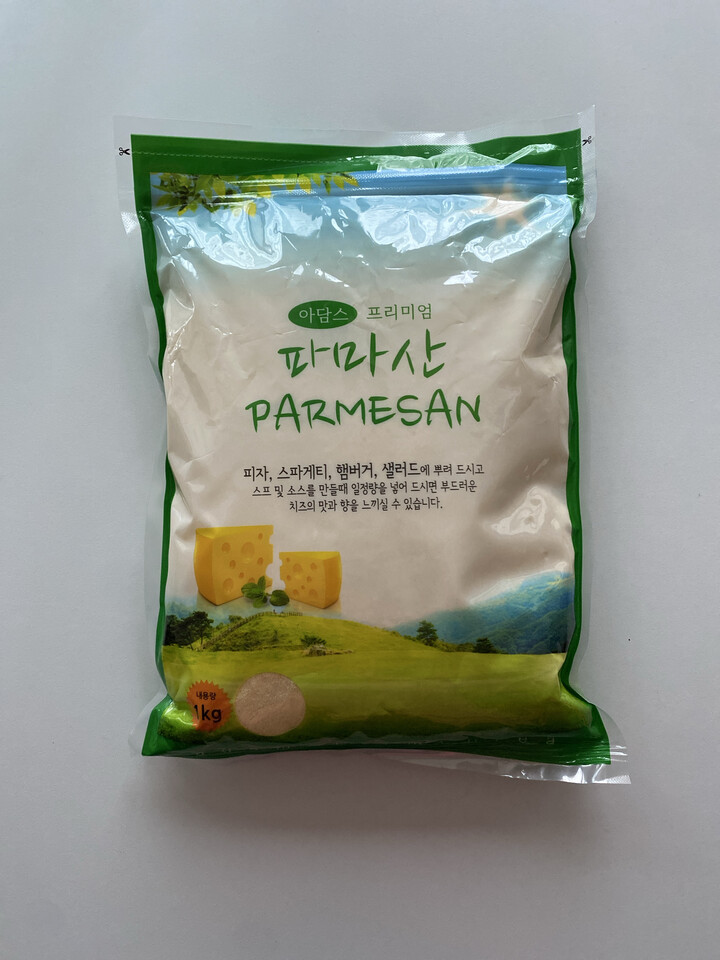 아담스 프리미엄
파마산
PARMESAN
피자, 스파게티, 햄버거, 샐러드에 뿌려 드시고
스프 및 소스를 만들때 일정량을 넣어 드시면 부드러운
치즈의 맛과 향을 느끼실 수 있습니다.
내용량
1kg